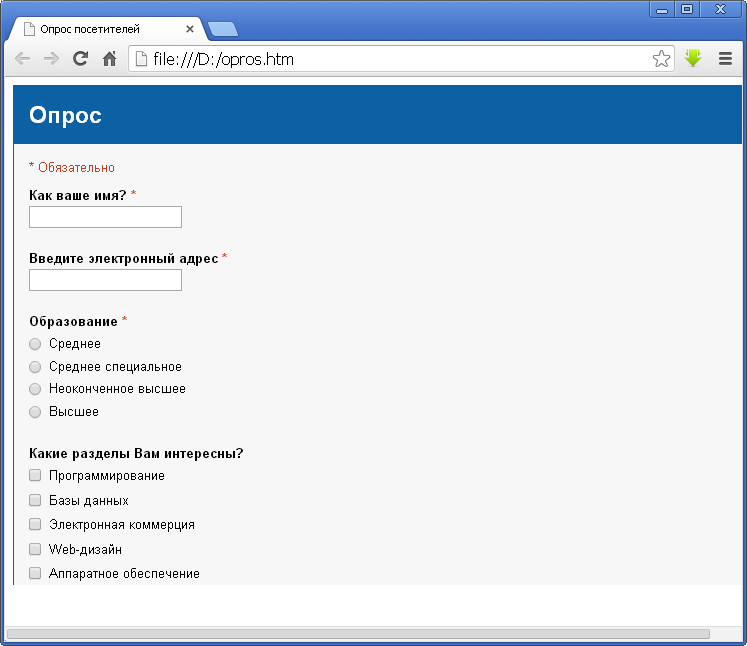 Опрос посетителей
file:///D:/opros.htm
Опрос
* Обязательно
Как ваше имя? *
Введите электронный адрес *
Образование *
Среднее
Среднее специальное
Неоконченное высшее
Высшее
Какие разделы Вам интересны?
Программирование
Базы данных
Электронная коммерция
Web-дизайн
Аппаратное обеспечение